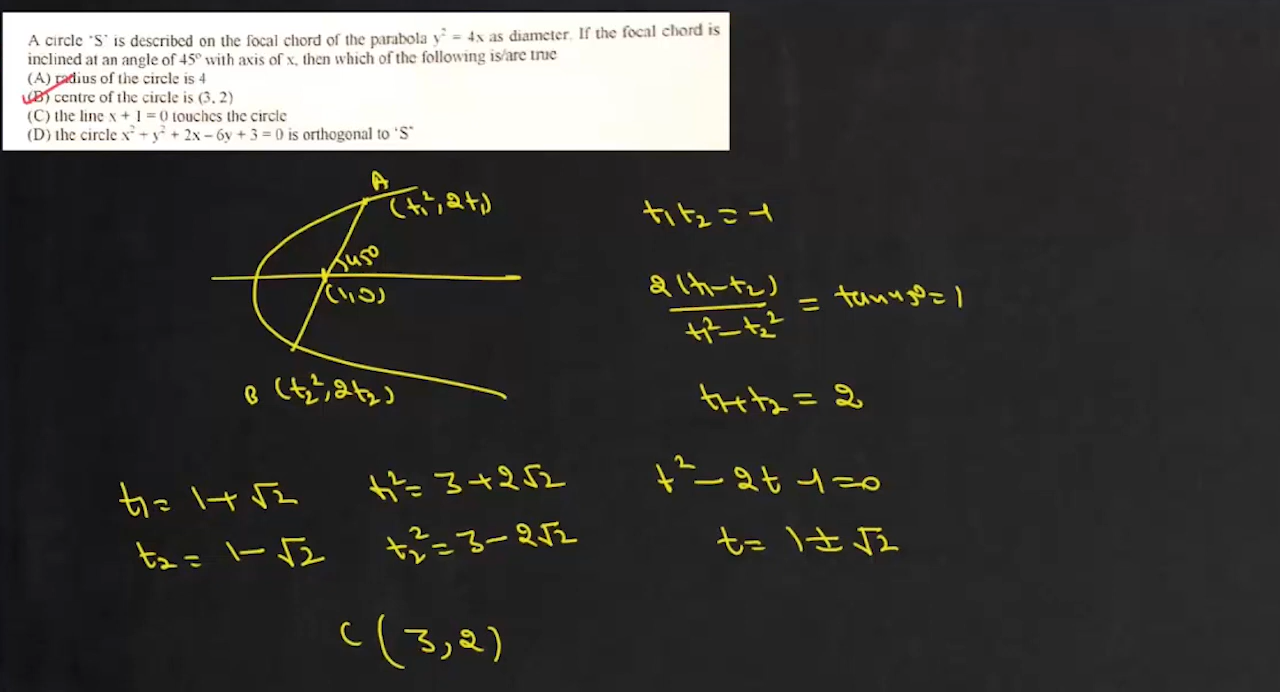 A circle 'S' is described on the focal chord of the parabola y² = 4x as diameter. If the focal chord is
inclined at an angle of 45° with axis of x, then which of the following is/are true
(A) radius of the circle is 4
(B) centre of the circle is (3, 2)
(C) the line x + 1 = 0 touches the circle
(D) the circle x² + y² + 2x – 6y + 3 = 0 is orthogonal to 'S'
A
(t₁², 2t₁)
45°
(1,0)
B (t₂², 2t₂)
t₁t₂ = -1
2(t₁-t₂) / t₁²-t₂² = tan45° = 1
t₁+t₂ = 2
t₁ = 1+√2 t₁² = 3+2√2 t² - 2t - 1 = 0
t₂ = 1-√2 t₂² = 3-2√2 t = 1±√2
C (3,2)